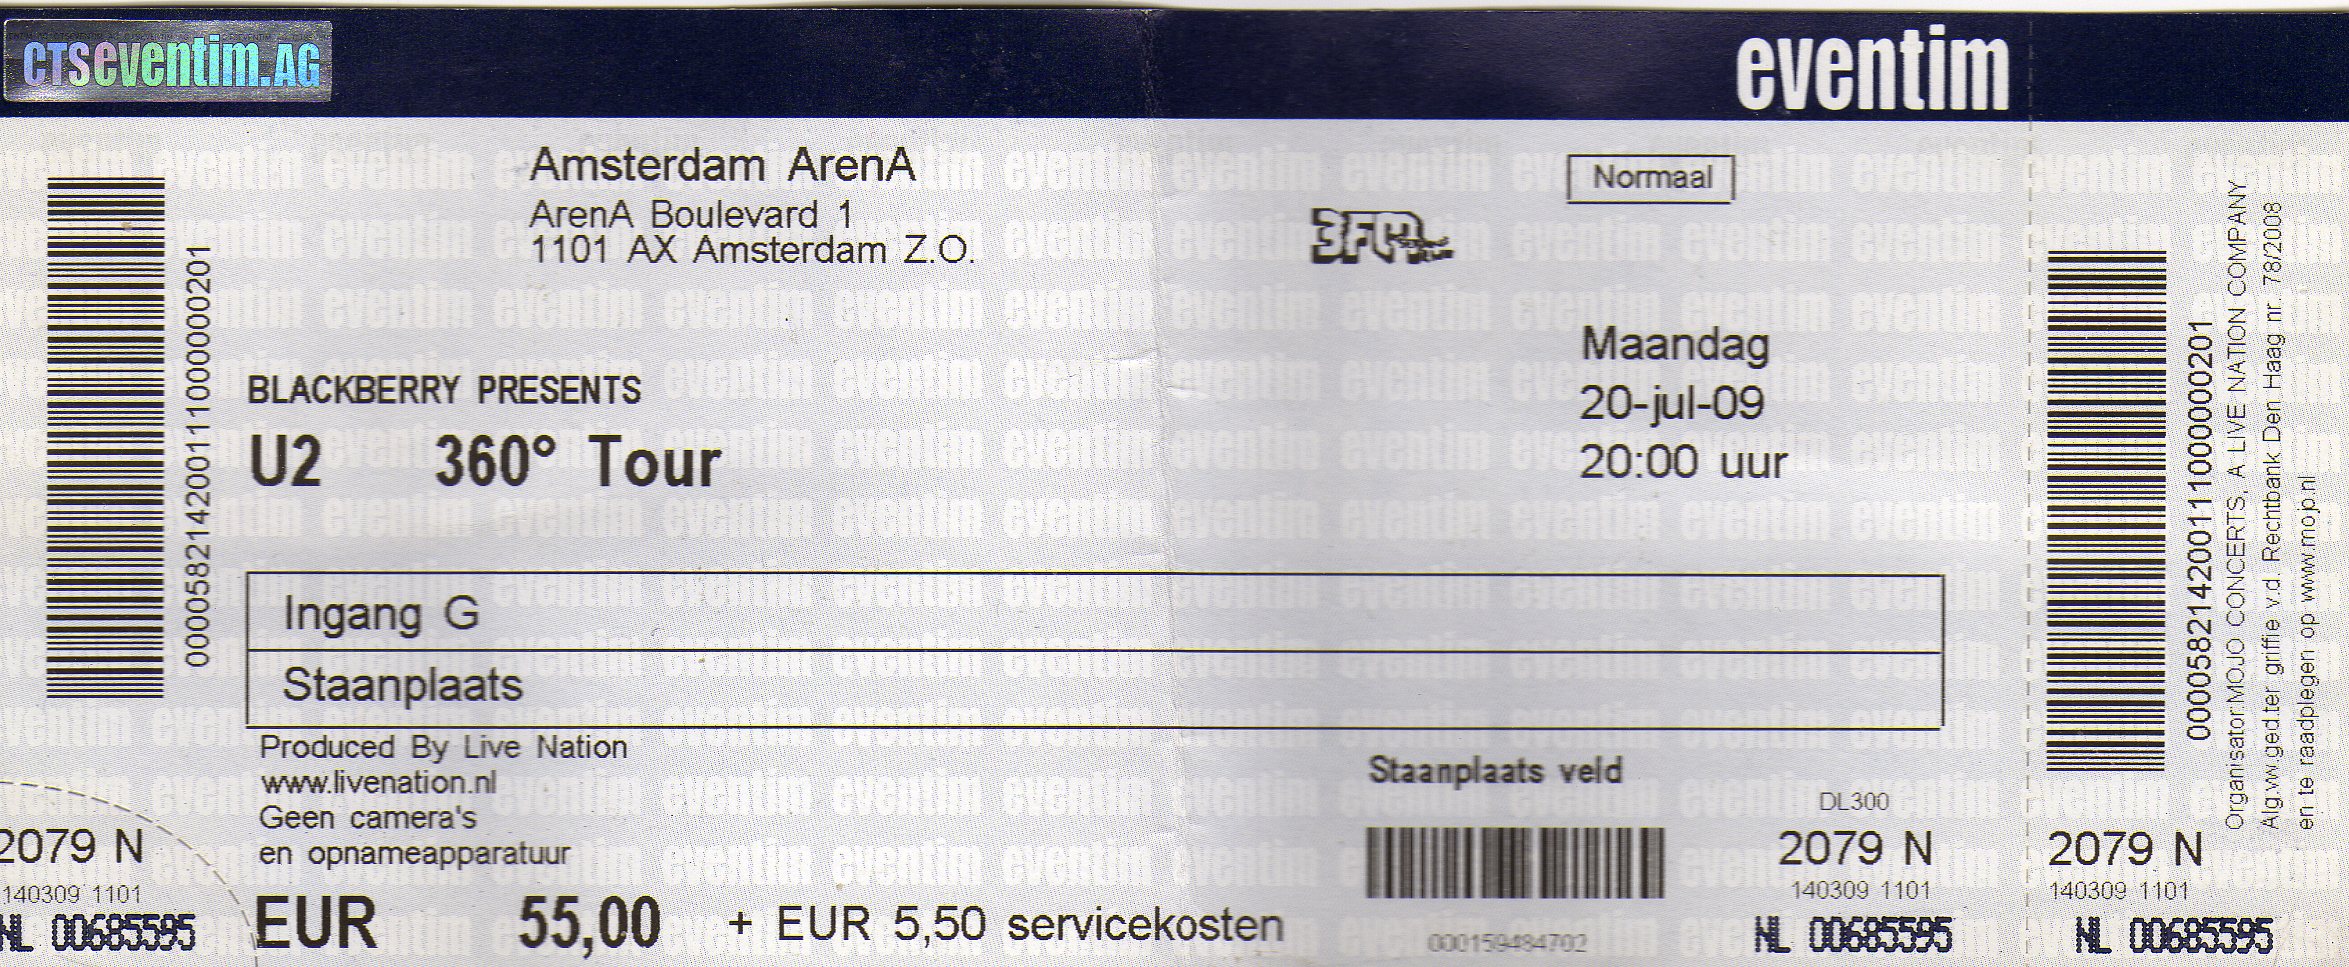 CTSeventim.AG
eventim
Amsterdam ArenA
ArenA Boulevard 1
1101 AX Amsterdam Z.O.
Normaal
3FM
Maandag
20-jul-09
20:00 uur
BLACKBERRY PRESENTS
U2 360° Tour
Ingang G
Staanplaats
Produced By Live Nation
www.livenation.nl
Geen camera's
en opnameapparatuur
EUR 55,00 + EUR 5,50 servicekosten
Staanplaats veld
DL300
000159484702
2079 N
140309 1101
NL 00685595
2079 N
140309 1101
NL 00685595
2079 N
140309 1101
NL 00685595
000058214200111000000201
000058214200111000000201
Organisator:MOJO CONCERTS, A LIVE NATION COMPANY
Alg.vw.ged.ter griffie v.d. Rechtbank Den Haag nr. 78/2008
en te raadplegen op www.mojo.nl